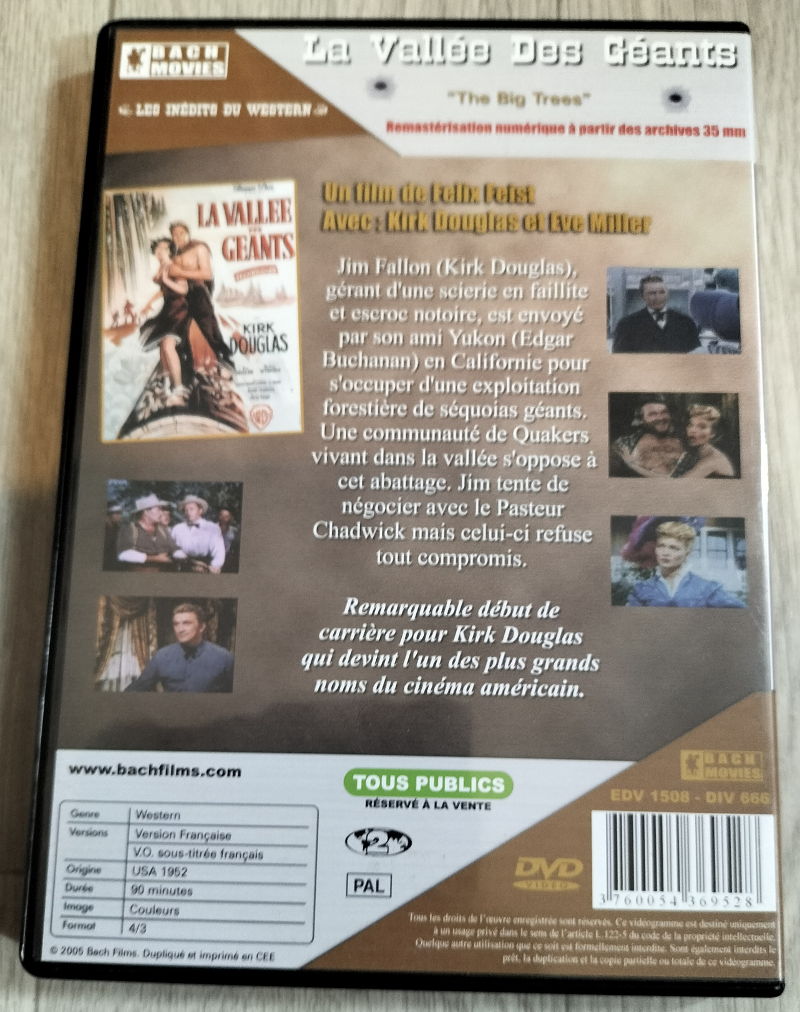 BACH
MOVIES
La Vallée Des Géants
LES INÉDITS DU WESTERN
"The Big Trees"
Remastérisation numérique à partir des archives 35 mm
Un film de Felix Feist
Avec : Kirk Douglas et Eve Miller
LA VALLÉE
DES
GÉANTS
KIRK
DOUGLAS
WB
Jim Fallon (Kirk Douglas),
gérant d'une scierie en faillite
et escroc notoire, est envoyé
par son ami Yukon (Edgar
Buchanan) en Californie pour
s'occuper d'une exploitation
forestière de séquoias géants.
Une communauté de Quakers
vivant dans la vallée s'oppose à
cet abattage. Jim tente de
négocier avec le Pasteur
Chadwick mais celui-ci refuse
tout compromis.
Remarquable début de
carrière pour Kirk Douglas
qui devint l'un des plus grands
noms du cinéma américain.
www.bachfilms.com
TOUS PUBLICS
RÉSERVÉ À LA VENTE
2
PAL
BACH
MOVIES
EDV 1508 - DIV 666
DVD
VIDEO
3 760054 369528
Genre Western
Versions Version Française
V.O. sous-titrée français
Origine USA 1952
Durée 90 minutes
Image Couleurs
Format 4/3
© 2005 Bach Films. Dupliqué et imprimé en CEE
Tous les droits de l'œuvre enregistrée sont réservés. Ce vidéogramme est destiné uniquement
à un usage privé dans le sens de l'article L.122-5 du code de la propriété intellectuelle.
Quelque autre utilisation que ce soit est formellement interdite. Sont également interdits le
prêt, la duplication et la copie partielle ou totale de ce vidéogramme.